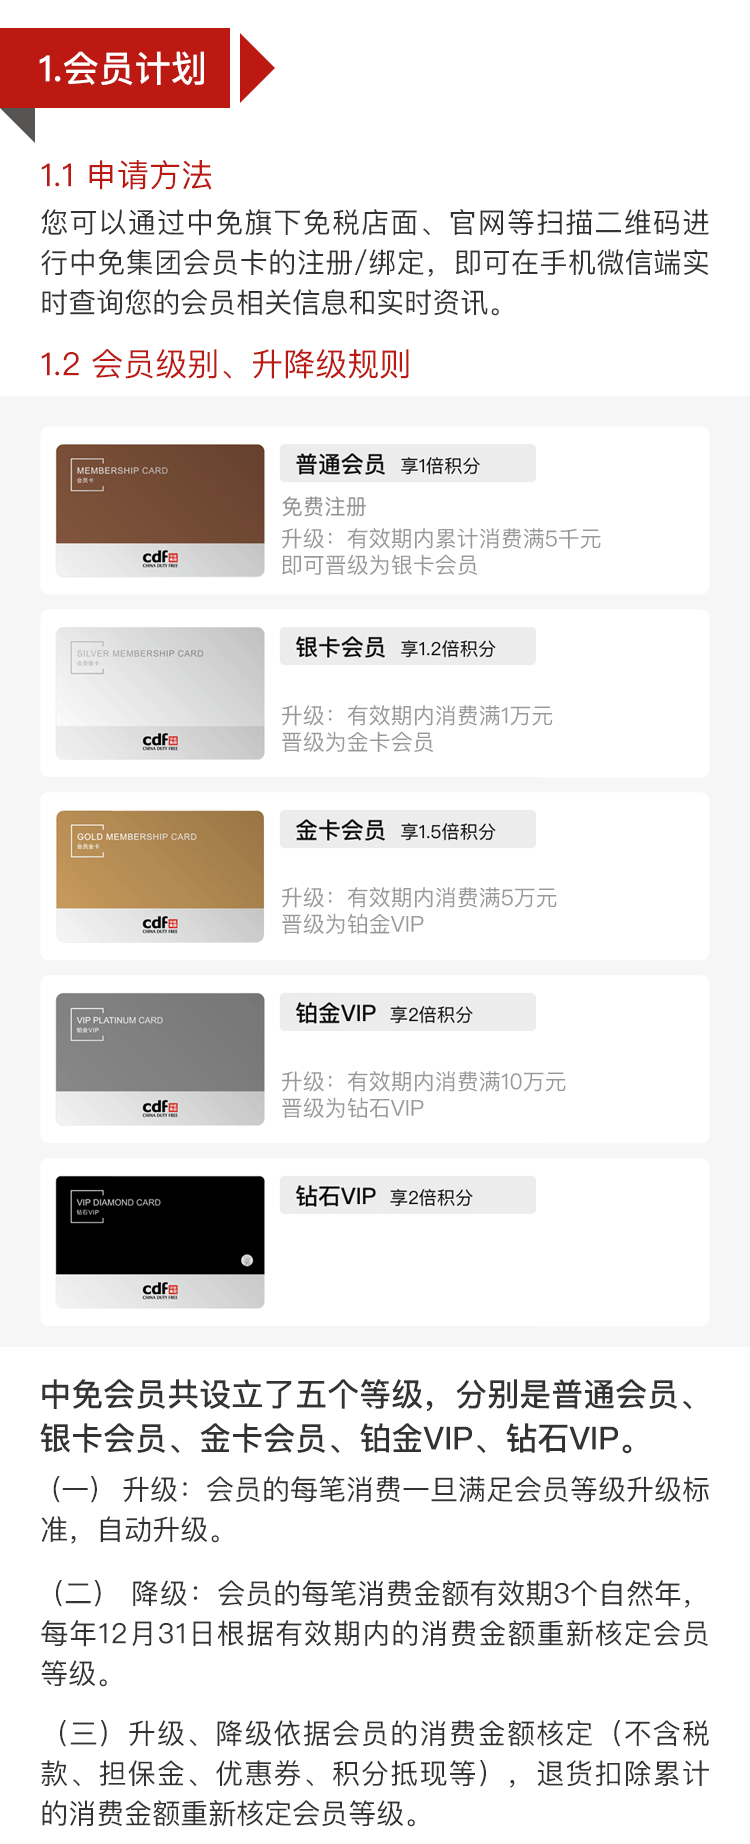 1.会员计划
1.1 申请方法
您可以通过中免旗下免税店面、官网等扫描二维码进
行中免集团会员卡的注册/绑定，即可在手机微信端实
时查询您的会员相关信息和实时资讯。
1.2 会员级别、升降级规则
MEMBERSHIP CARD
会员卡
cdf
CHINA DUTY FREE
普通会员 享1倍积分
免费注册
升级：有效期内累计消费满5千元
即可晋级为银卡会员
SILVER MEMBERSHIP CARD
会员银卡
cdf
CHINA DUTY FREE
银卡会员 享1.2倍积分
升级：有效期内消费满1万元
晋级为金卡会员
GOLD MEMBERSHIP CARD
会员金卡
cdf
CHINA DUTY FREE
金卡会员 享1.5倍积分
升级：有效期内消费满5万元
晋级为铂金VIP
VIP PLATINUM CARD
铂金VIP
cdf
CHINA DUTY FREE
铂金VIP 享2倍积分
升级：有效期内消费满10万元
晋级为钻石VIP
VIP DIAMOND CARD
钻石VIP
cdf
CHINA DUTY FREE
钻石VIP 享2倍积分
中免会员共设立了五个等级，分别是普通会员、
银卡会员、金卡会员、铂金VIP、钻石VIP。
（一） 升级：会员的每笔消费一旦满足会员等级升级标
准，自动升级。
（二） 降级：会员的每笔消费金额有效期3个自然年，
每年12月31日根据有效期内的消费金额重新核定会员
等级。
（三）升级、降级依据会员的消费金额核定（不含税
款、担保金、优惠券、积分抵现等），退货扣除累计
的消费金额重新核定会员等级。